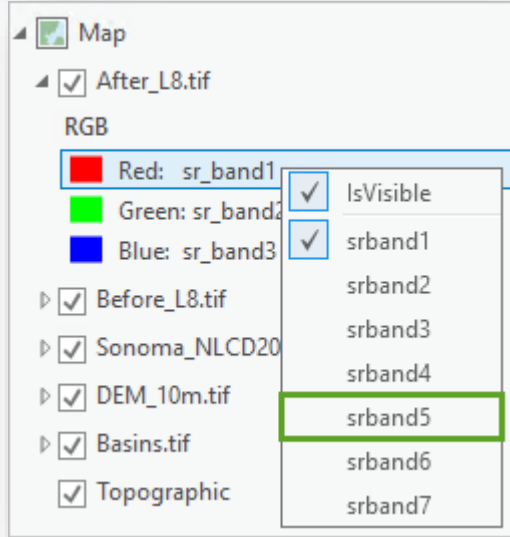 Map
After_L8.tif
RGB
Red: sr_band1
Green: sr_band2
Blue: sr_band3
Before_L8.tif
Sonoma_NLCD20
DEM_10m.tif
Basins.tif
Topographic
IsVisible
srband1
srband2
srband3
srband4
srband5
srband6
srband7